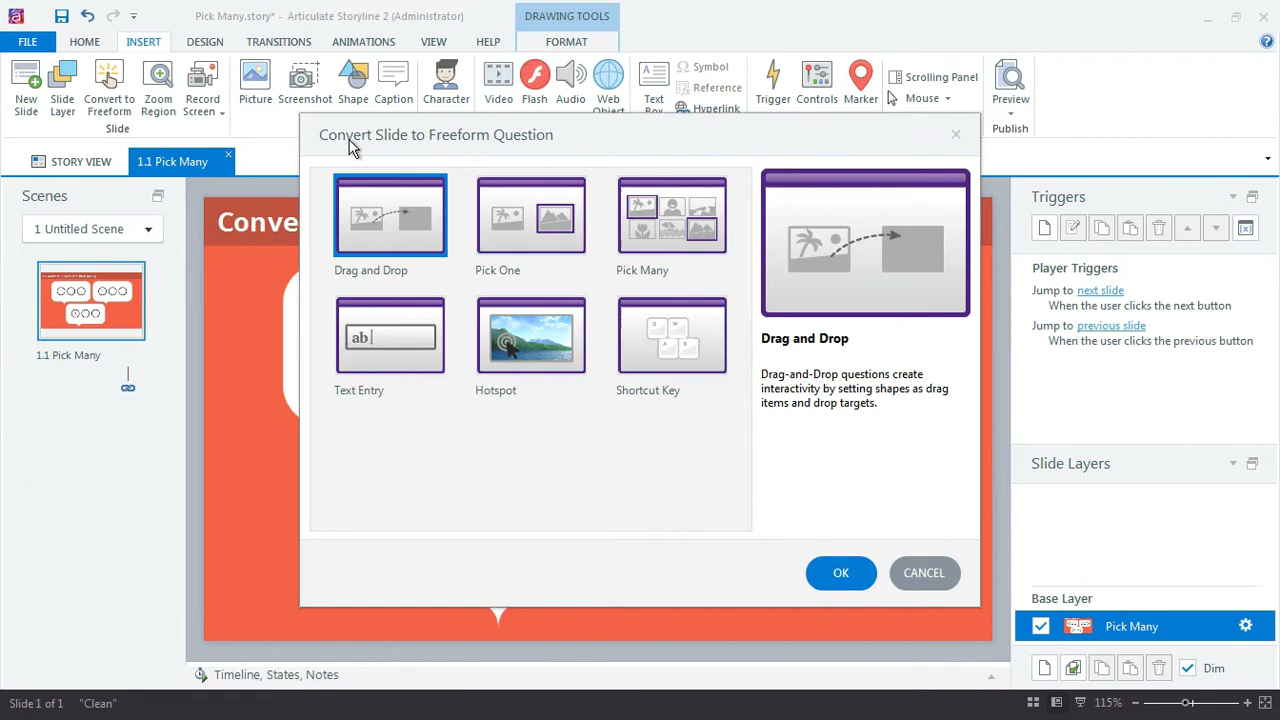 Pick Many.story* - Articulate Storyline 2 (Administrator)
DRAWING TOOLS
FILE
HOME
INSERT
DESIGN
TRANSITIONS
ANIMATIONS
VIEW
HELP
FORMAT
New Slide
Slide Layer
Convert to Freeform
Zoom Region
Record Screen
Picture
Screenshot
Shape
Caption
Character
Video
Flash
Audio
Web Object
Text Box
Symbol
Reference
Hyperlink
Trigger
Controls
Marker
Scrolling Panel
Mouse
Preview
Slide
Publish
STORY VIEW
1.1 Pick Many
Scenes
1 Untitled Scene
1.1 Pick Many
Conve
Convert Slide to Freeform Question
Drag and Drop
Pick One
Pick Many
ab
Text Entry
Hotspot
Shortcut Key
Drag and Drop
Drag-and-Drop questions create
interactivity by setting shapes as drag
items and drop targets.
OK
CANCEL
Triggers
Player Triggers
Jump to next slide
When the user clicks the next button
Jump to previous slide
When the user clicks the previous button
Slide Layers
Base Layer
Pick Many
Dim
Timeline, States, Notes
Slide 1 of 1
"Clean"
115%